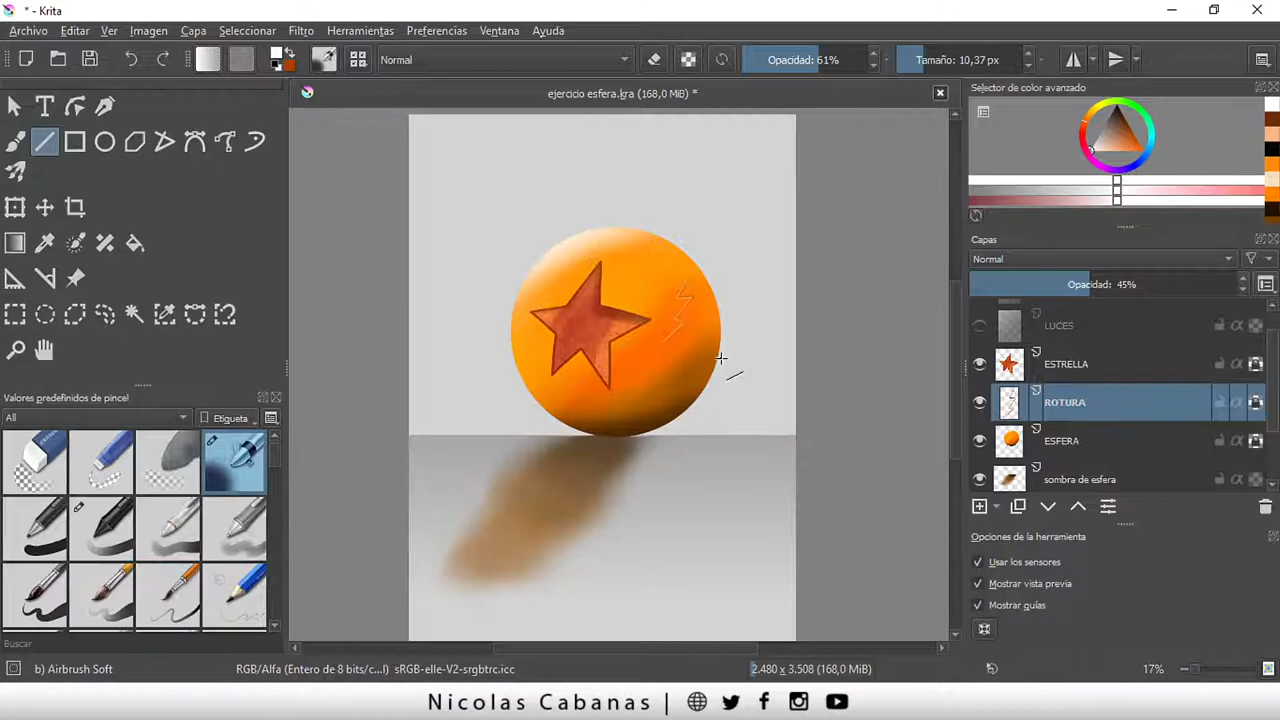 * - Krita
Archivo Editar Ver Imagen Capa Seleccionar Filtro Herramientas Preferencias Ventana Ayuda
Normal Opacidad: 61% Tamaño: 10,37 px
ejercicio esfera.kra (168,0 MiB) *
Selector de color avanzado
Capas
Normal
Opacidad: 45%
LUCES
ESTRELLA
ROTURA
ESFERA
sombra de esfera
Opciones de la herramienta
Usar los sensores
Mostrar vista previa
Mostrar guías
Valores predefinidos de pincel
All Etiqueta
Buscar
b) Airbrush Soft RGB/Alfa (Entero de 8 bits/c...l) sRGB-elle-V2-srgbtrc.icc 2.480 x 3.508 (168,0 MiB) 17%
Nicolas Cabanas |